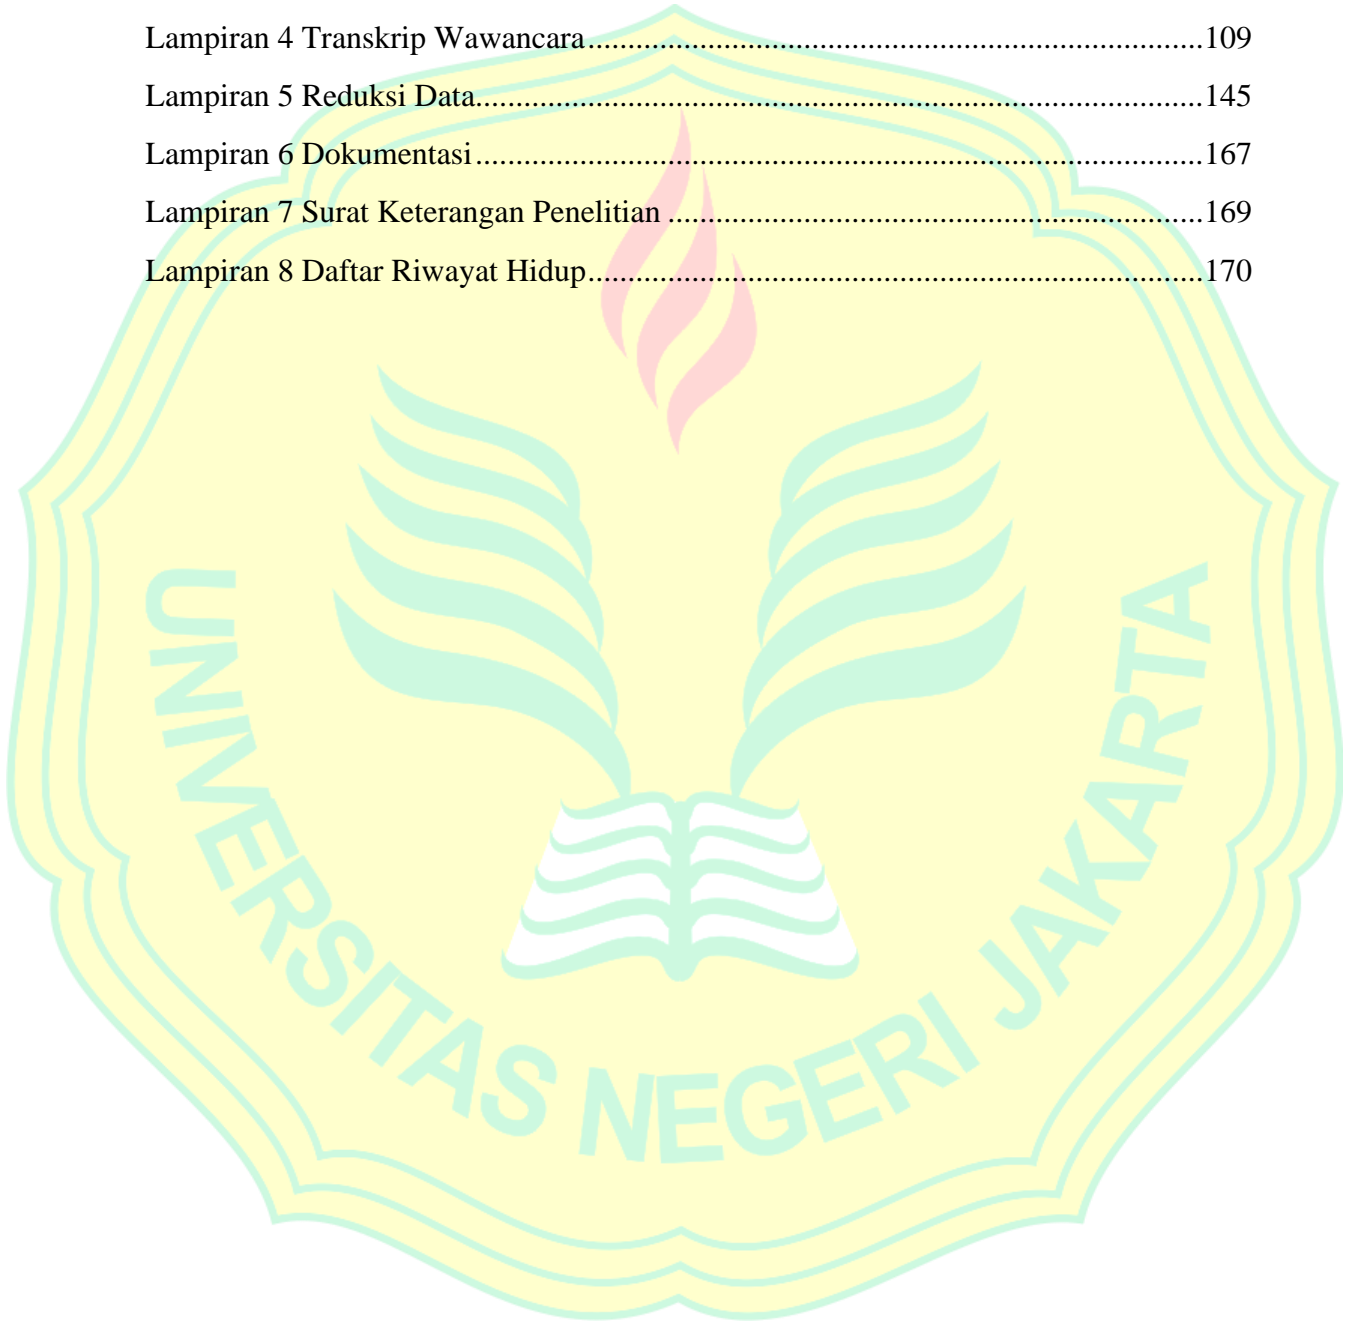 Lampiran 4 Transkrip Wawancara...........................................................................109
Lampiran 5 Reduksi Data.........................................................................................145
Lampiran 6 Dokumentasi.........................................................................................167
Lampiran 7 Surat Keterangan Penelitian .................................................................169
Lampiran 8 Daftar Riwayat Hidup...........................................................................170
UNIVERSITAS NEGERI JAKARTA